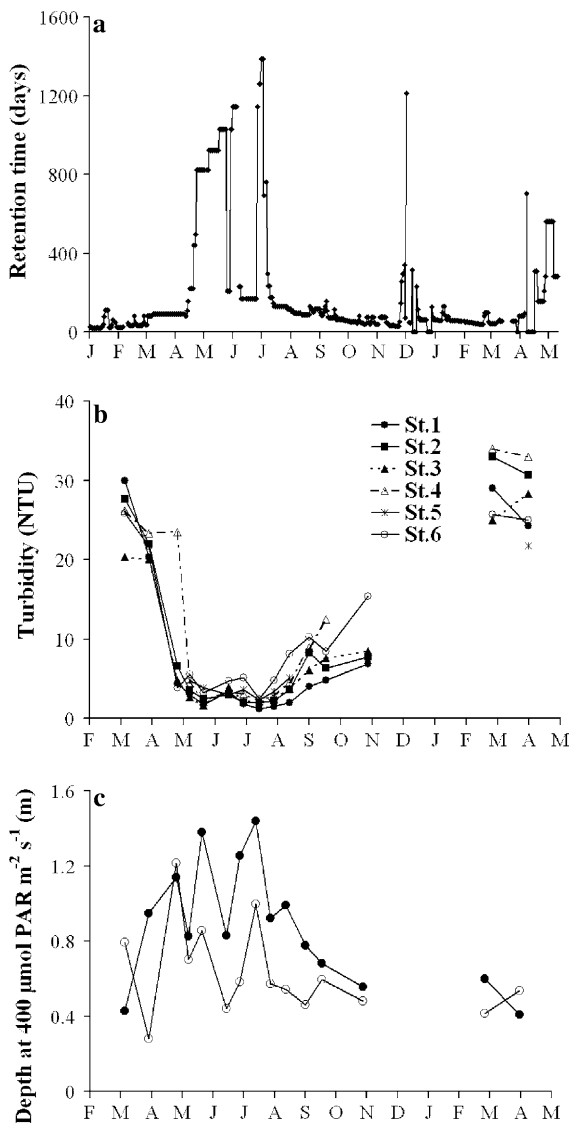 a
Retention time (days)
1600
1200
800
400
0
J F M A M J J A S O N D J F M A M
b
Turbidity (NTU)
40
30
20
10
0
St.1
St.2
St.3
St.4
St.5
St.6
F M A M J J A S O N D J F M A M
c
Depth at 400 µmol PAR m⁻² s⁻¹ (m)
1.6
1.2
0.8
0.4
0
F M A M J J A S O N D J F M A M